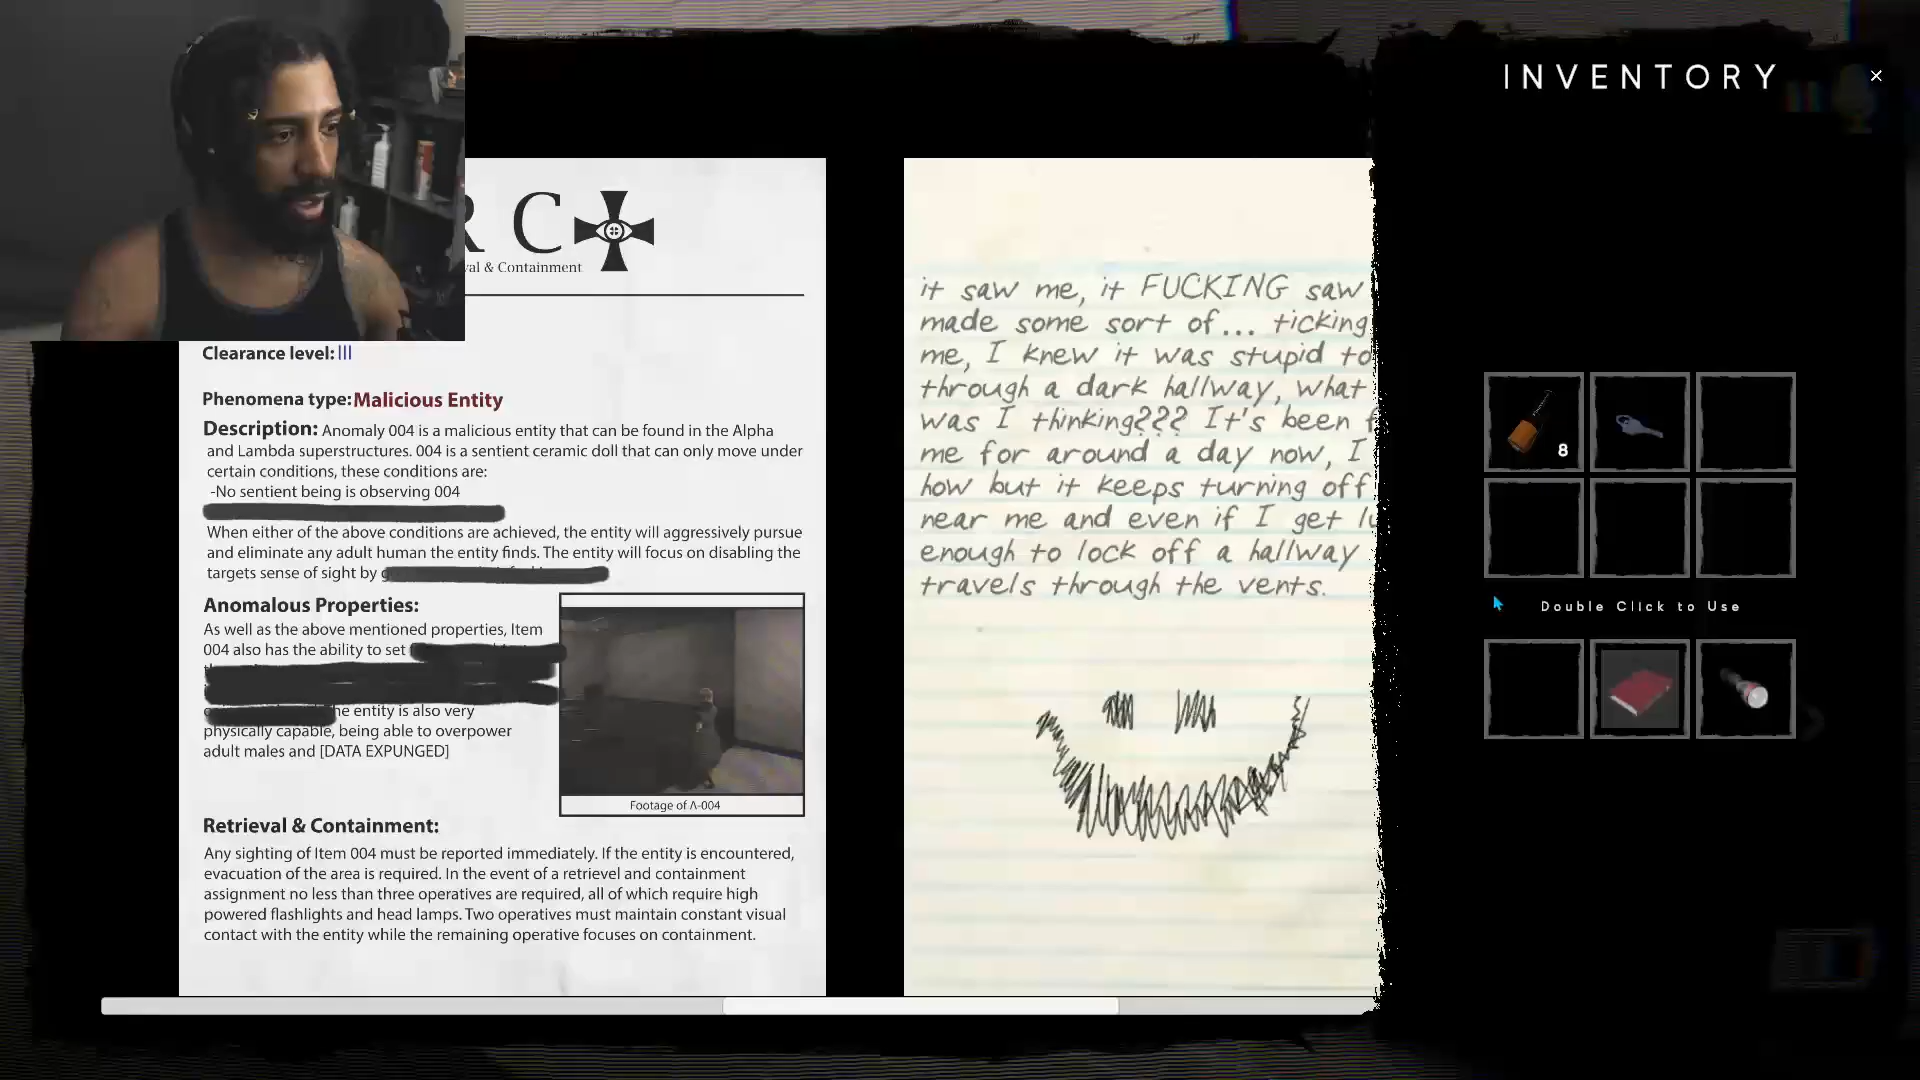 INVENTORY
R C
val & Containment
Clearance level: III
Phenomena type: Malicious Entity
Description: Anomaly 004 is a malicious entity that can be found in the Alpha
and Lambda superstructures. 004 is a sentient ceramic doll that can only move under
certain conditions, these conditions are:
-No sentient being is observing 004
When either of the above conditions are achieved, the entity will aggressively pursue
and eliminate any adult human the entity finds. The entity will focus on disabling the
targets sense of sight by
Anomalous Properties:
As well as the above mentioned properties, Item
004 also has the ability to set
he entity is also very
physically capable, being able to overpower
adult males and [DATA EXPUNGED]
Footage of Λ-004
Retrieval & Containment:
Any sighting of Item 004 must be reported immediately. If the entity is encountered,
evacuation of the area is required. In the event of a retrievel and containment
assignment no less than three operatives are required, all of which require high
powered flashlights and head lamps. Two operatives must maintain constant visual
contact with the entity while the remaining operative focuses on containment.
it saw me, it FUCKING saw
made some sort of... ticking
me, I knew it was stupid to
through a dark hallway, what
was I thinking??? It's been
me for around a day now, I
how but it keeps turning off
near me and even if I get
enough to lock off a hallway
travels through the vents.
8
Double Click to Use